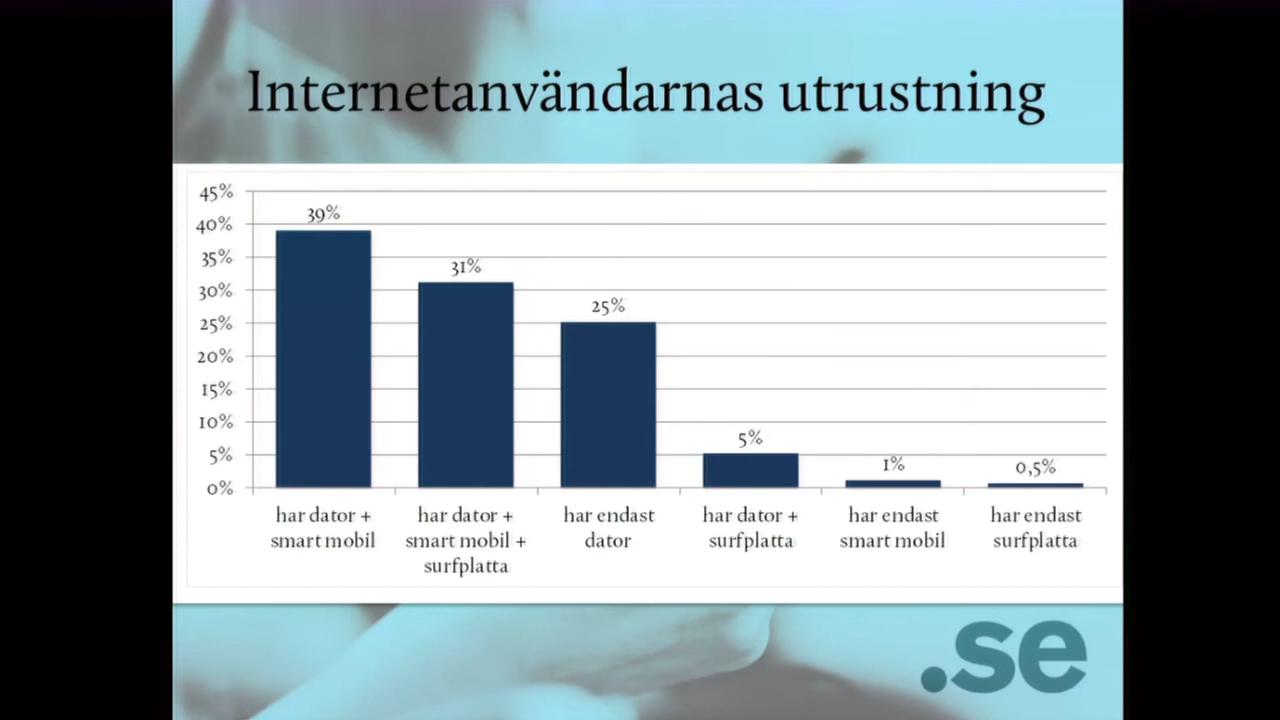 Internetanvändarnas utrustning
45%
40%
35%
30%
25%
20%
15%
10%
5%
0%
39%
31%
25%
5%
1%
0,5%
har dator +
smart mobil
har dator +
smart mobil +
surfplatta
har endast
dator
har dator +
surfplatta
har endast
smart mobil
har endast
surfplatta
.se